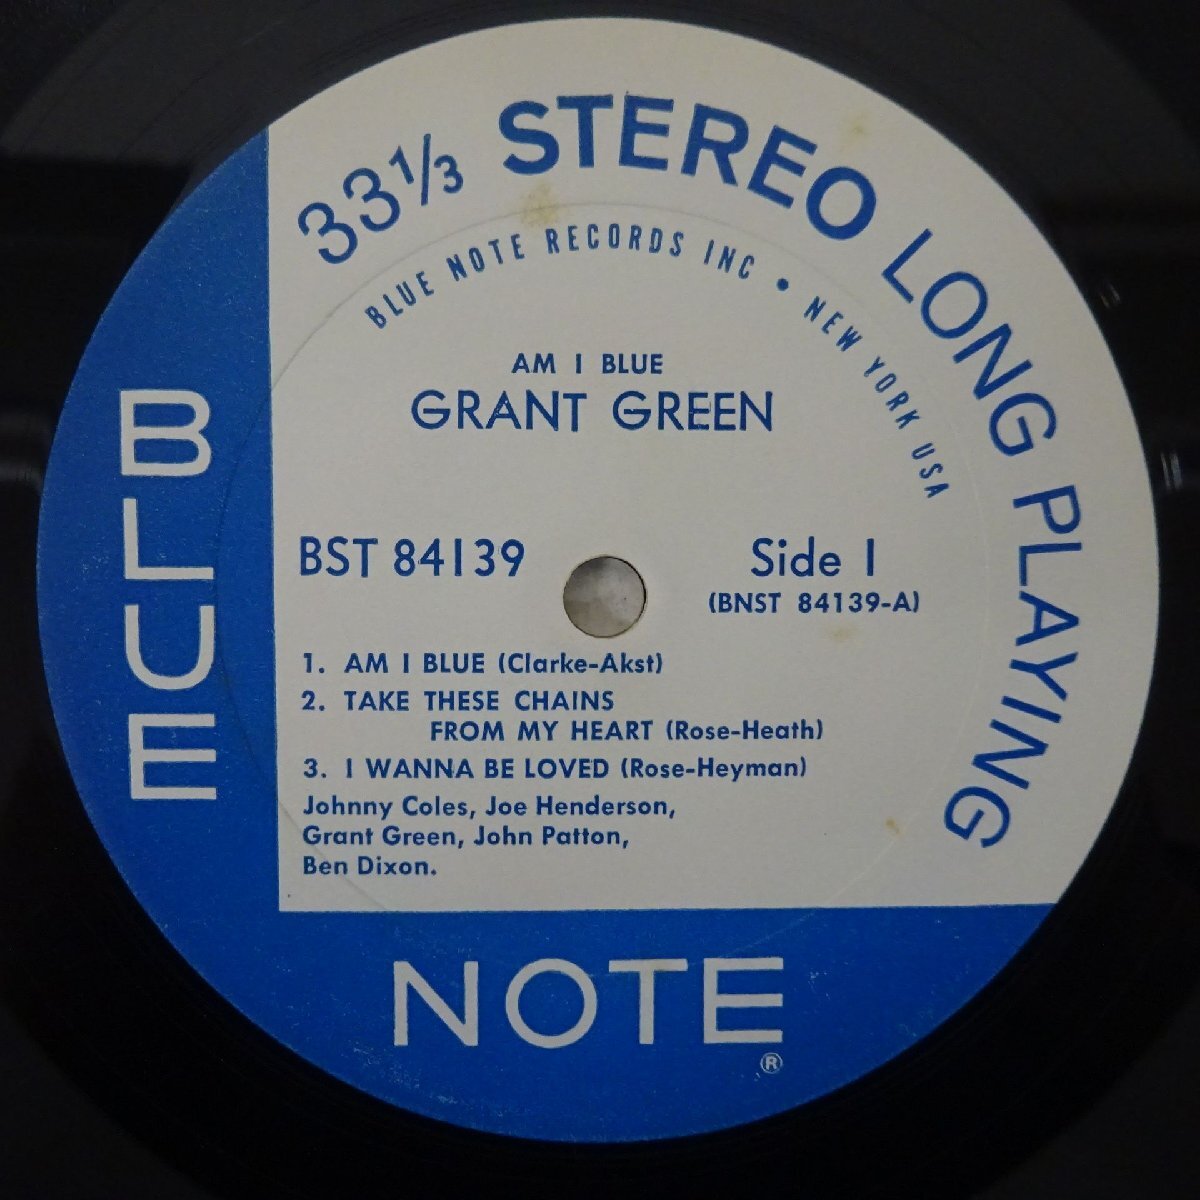 33 1/3 STEREO LONG PLAYING
BLUE NOTE RECORDS INC • NEW YORK USA
AM I BLUE
GRANT GREEN
BST 84139
Side 1
(BNST 84139-A)
1. AM I BLUE (Clarke-Akst)
2. TAKE THESE CHAINS
FROM MY HEART (Rose-Heath)
3. I WANNA BE LOVED (Rose-Heyman)
Johnny Coles, Joe Henderson,
Grant Green, John Patton,
Ben Dixon.
BLUE
NOTE
®